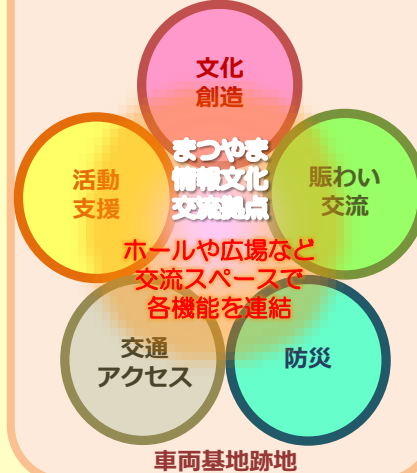 文化
創造
まつやま
情報文化
交流拠点
活動
支援
賑わい
交流
ホールや広場など
交流スペースで
各機能を連結
交通
アクセス
防災
車両基地跡地